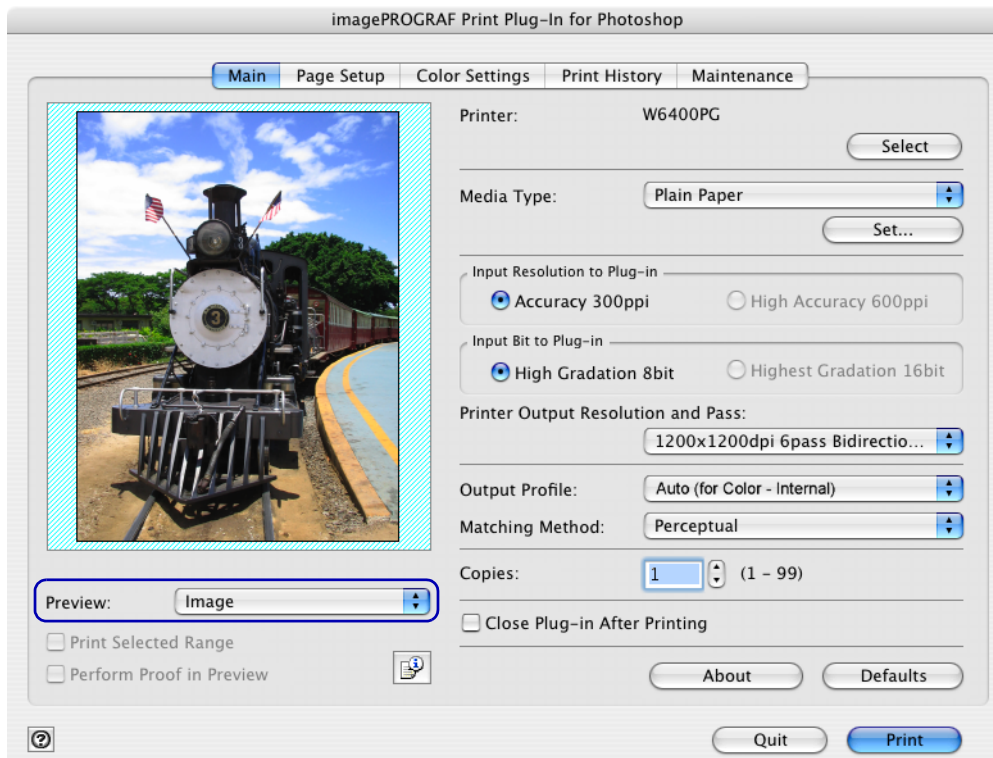 imagePROGRAF Print Plug-In for Photoshop
Main Page Setup Color Settings Print History Maintenance
Printer: W6400PG
Select
Media Type: Plain Paper
Set...
Input Resolution to Plug-in
Accuracy 300ppi High Accuracy 600ppi
Input Bit to Plug-in
High Gradation 8bit Highest Gradation 16bit
Printer Output Resolution and Pass:
1200x1200dpi 6pass Bidirectio...
Output Profile: Auto (for Color - Internal)
Matching Method: Perceptual
Copies: 1 (1 – 99)
Close Plug-in After Printing
About Defaults
3
3
Preview: Image
Print Selected Range
Perform Proof in Preview
?
Quit Print